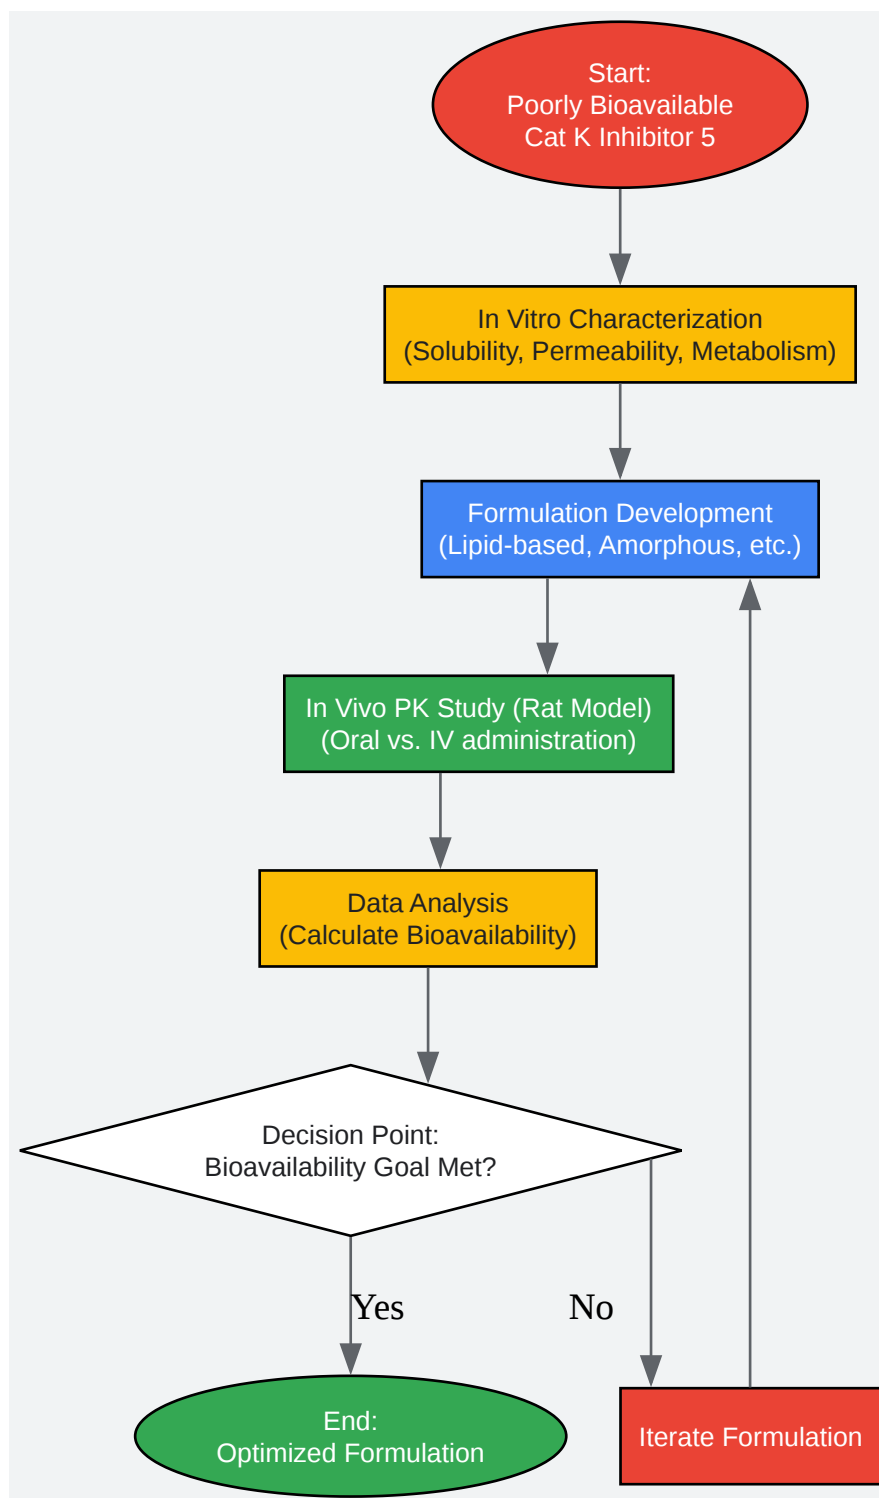 Start:
Poorly Bioavailable
Cat K Inhibitor 5
In Vitro Characterization
(Solubility, Permeability, Metabolism)
Formulation Development
(Lipid-based, Amorphous, etc.)
In Vivo PK Study (Rat Model)
(Oral vs. IV administration)
Data Analysis
(Calculate Bioavailability)
Decision Point:
Bioavailability Goal Met?
Yes
No
End:
Optimized Formulation
Iterate Formulation